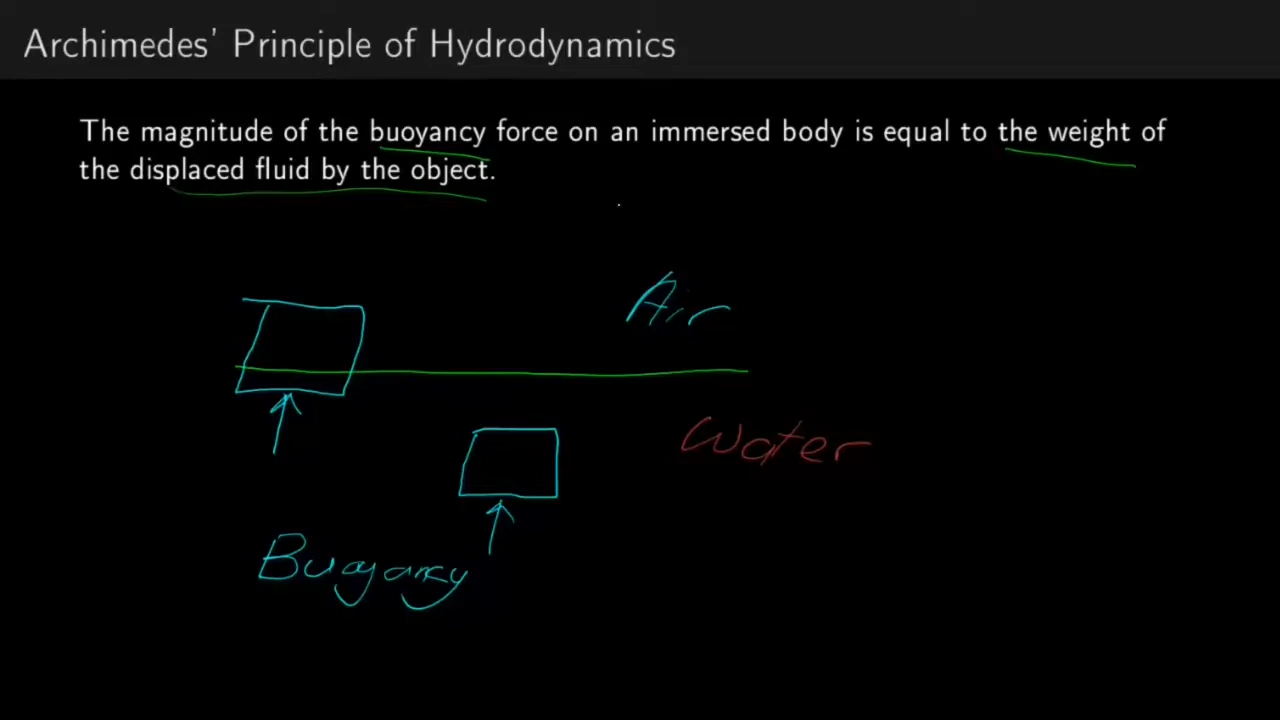 Archimedes' Principle of Hydrodynamics
The magnitude of the buoyancy force on an immersed body is equal to the weight of
the displaced fluid by the object.
Air
Water
Buoyancy